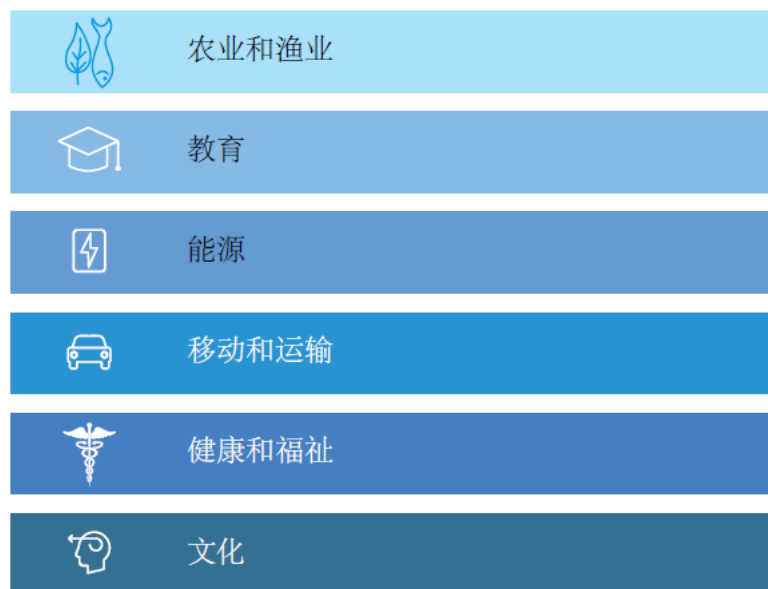 农业和渔业
教育
能源
移动和运输
健康和福祉
文化